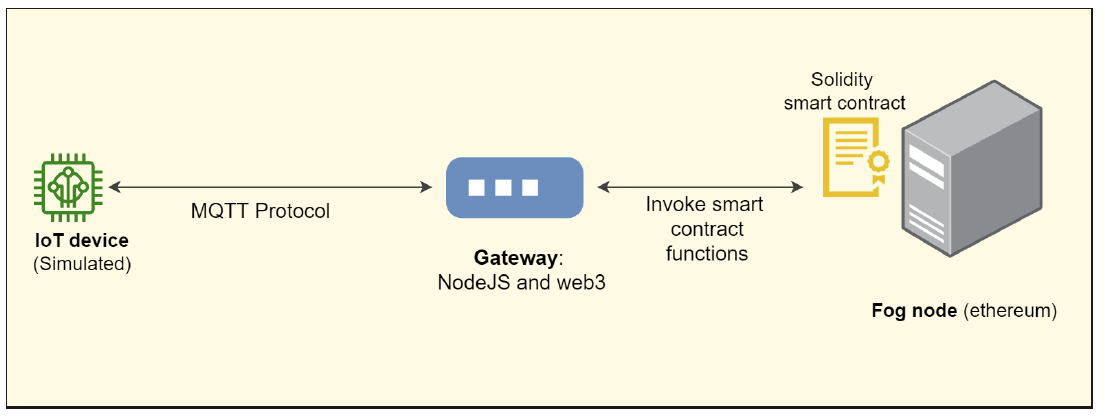 Solidity
smart contract
MQTT Protocol
IoT device
(Simulated)
Gateway:
NodeJS and web3
Invoke smart
contract
functions
Fog node (ethereum)